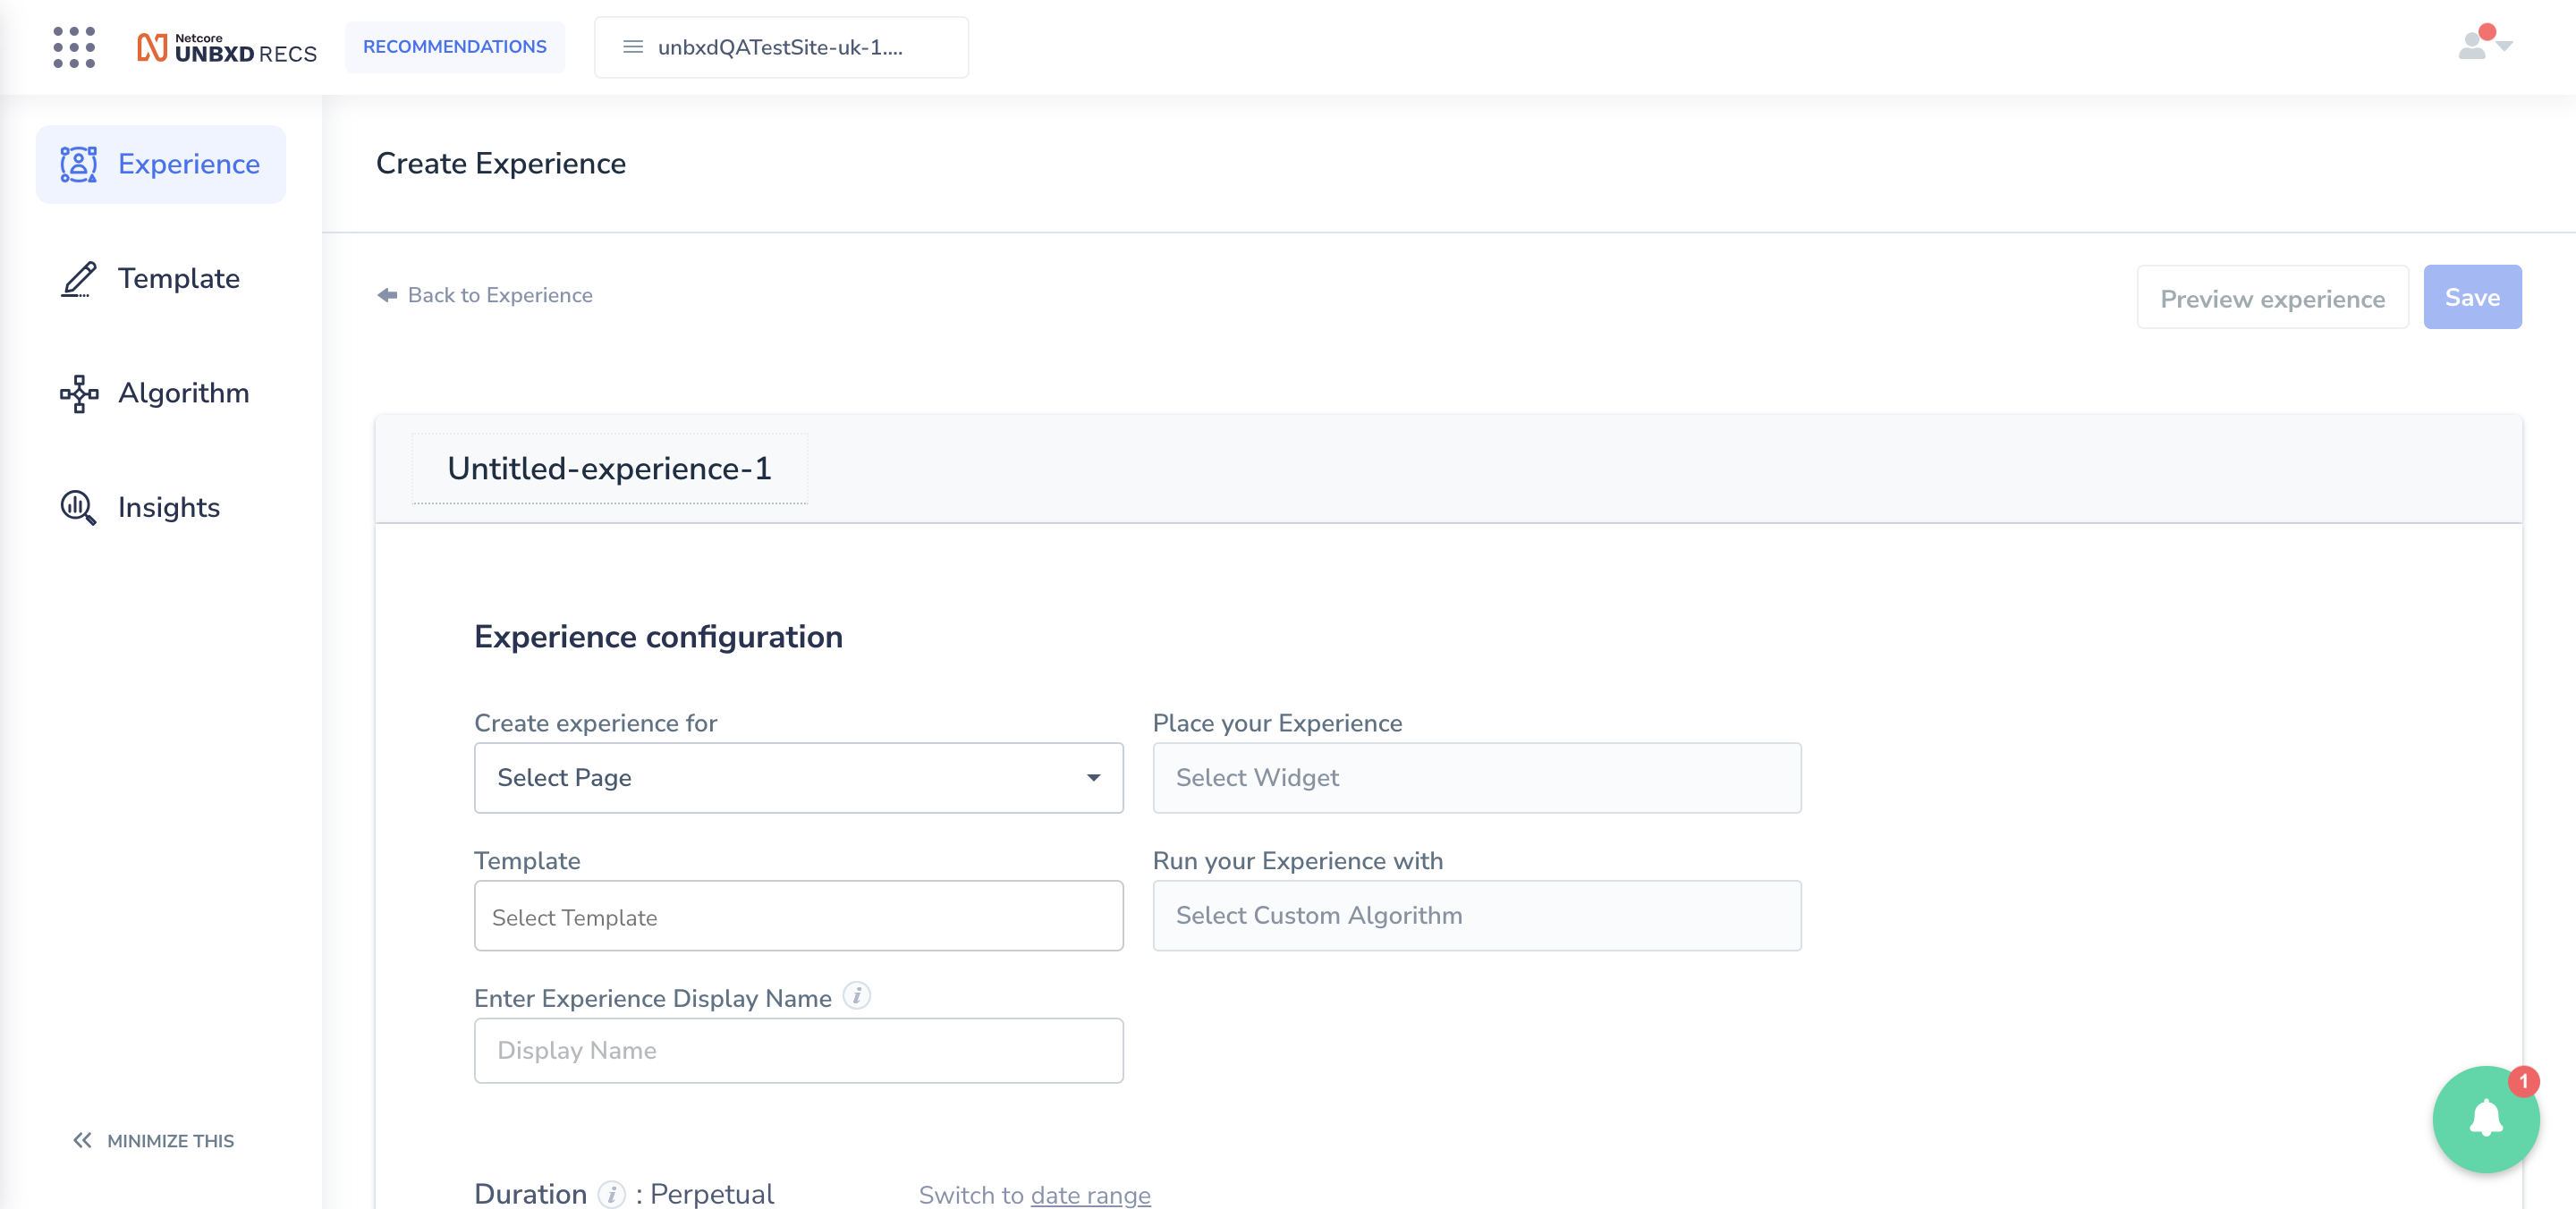 Netcore
UNBXD RECS
RECOMMENDATIONS
unbxdQATestSite-uk-1....
Experience
Template
Algorithm
Insights
MINIMIZE THIS
Create Experience
Back to Experience
Preview experience
Save
Untitled-experience-1
Experience configuration
Create experience for
Place your Experience
Select Page
Select Widget
Template
Run your Experience with
Select Template
Select Custom Algorithm
Enter Experience Display Name i
Display Name
1
Duration i : Perpetual
Switch to date range